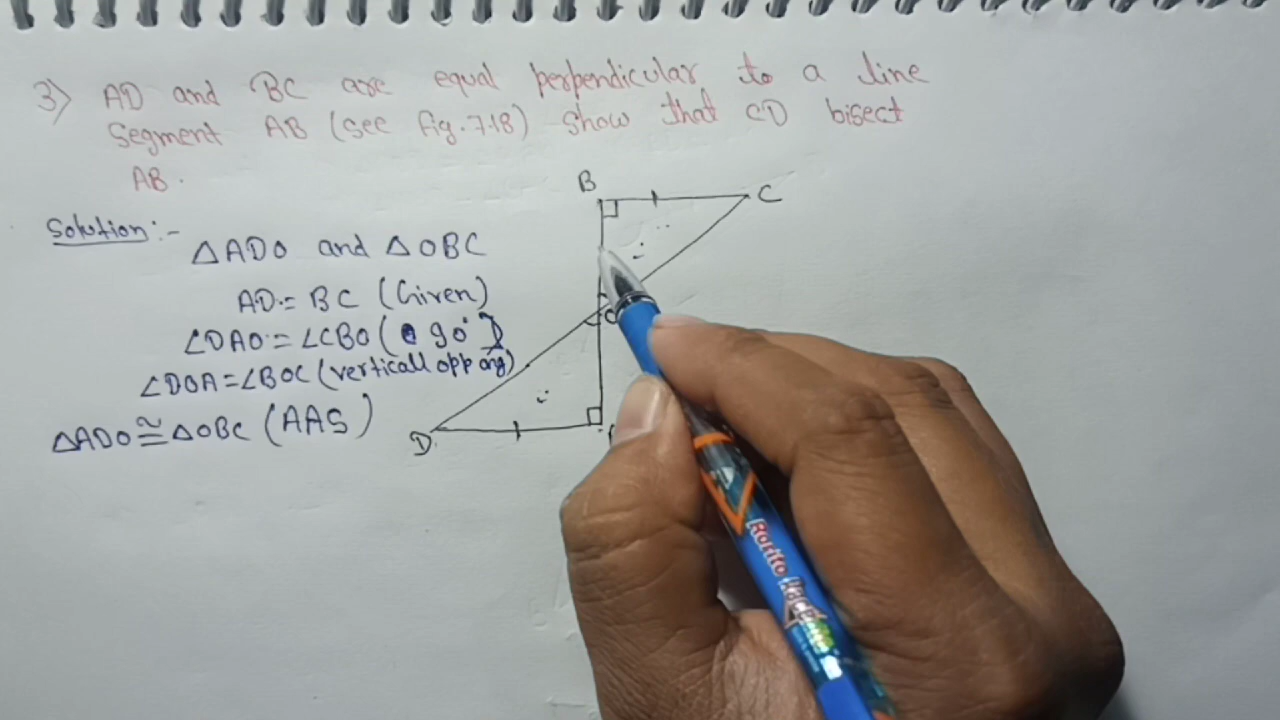 3) AD and BC are equal perpendicular to a line
Segment AB (see fig. 7.18) Show that CD bisect
AB.
Solution:-
△ADO and △OBC
AD = BC (Given)
∠DAO = ∠CBO ( 90°)
∠DOA = ∠BOC (verticall opp ang)
△ADO ≅ △OBC (AAS)
B
C
O
D
Rorito